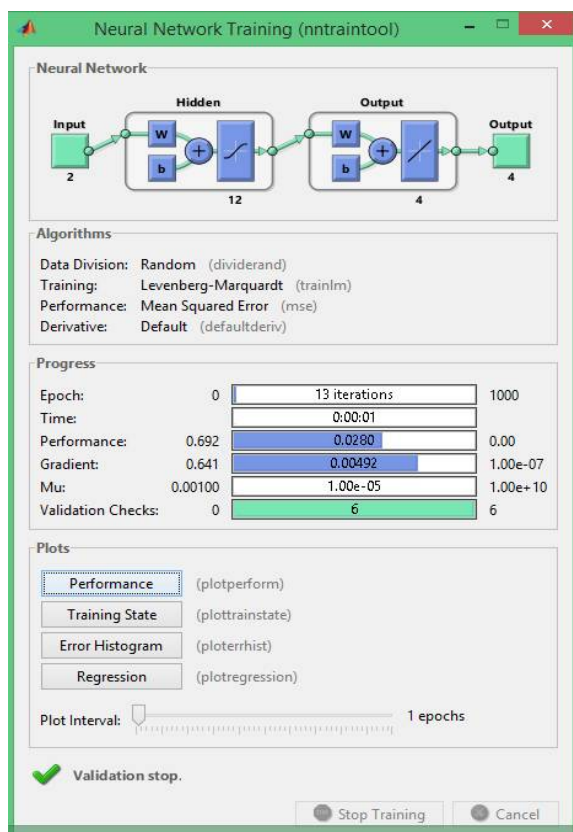 Neural Network Training (nntraintool)
Neural Network
Hidden
Output
Input
W
b
+
W
b
+
Output
2
12
4
4
Algorithms
Data Division: Random (dividerand)
Training: Levenberg-Marquardt (trainlm)
Performance: Mean Squared Error (mse)
Derivative: Default (defaultderiv)
Progress
Epoch: 0 13 iterations 1000
Time: 0:00:01
Performance: 0.692 0.0280 0.00
Gradient: 0.641 0.00492 1.00e-07
Mu: 0.00100 1.00e-05 1.00e+10
Validation Checks: 0 6 6
Plots
Performance (plotperform)
Training State (plottrainstate)
Error Histogram (ploterrhist)
Regression (plotregression)
Plot Interval: 1 epochs
Validation stop.
Stop Training Cancel